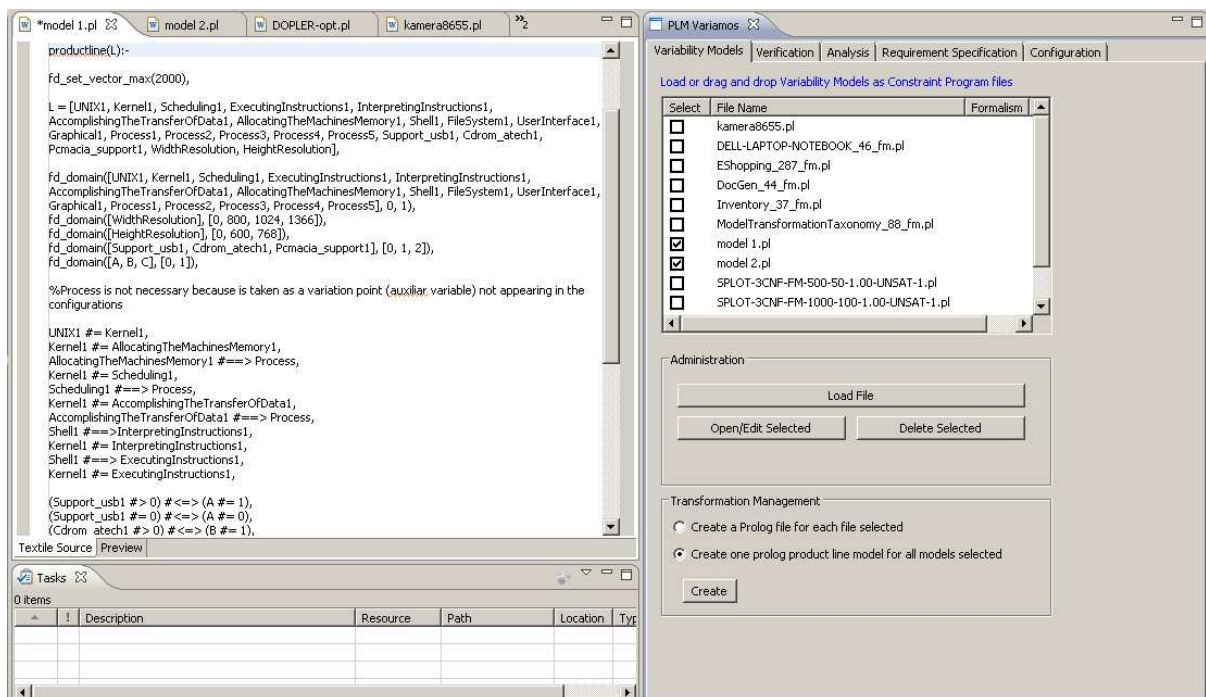 *model 1.pl
model 2.pl
DOPLER-opt.pl
kamera8655.pl
»2
productline(L):-
fd_set_vector_max(2000),
L = [UNIX1, Kernel1, Scheduling1, ExecutingInstructions1, InterpretingInstructions1,
AccomplishingTheTransferOfData1, AllocatingTheMachinesMemory1, Shell1, FileSystem1, UserInterface1,
Graphical1, Process1, Process2, Process3, Process4, Process5, Support_usb1, Cdrom_atech1,
Pcmacia_support1, WidthResolution, HeightResolution],
fd_domain([UNIX1, Kernel1, Scheduling1, ExecutingInstructions1, InterpretingInstructions1,
AccomplishingTheTransferOfData1, AllocatingTheMachinesMemory1, Shell1, FileSystem1, UserInterface1,
Graphical1, Process1, Process2, Process3, Process4, Process5], 0, 1),
fd_domain([WidthResolution], [0, 800, 1024, 1366]),
fd_domain([HeightResolution], [0, 600, 768]),
fd_domain([Support_usb1, Cdrom_atech1, Pcmacia_support1], [0, 1, 2]),
fd_domain([A, B, C], [0, 1]),
%Process is not necessary because is taken as a variation point (auxiliar variable) not appearing in the
configurations
UNIX1 #= Kernel1,
Kernel1 #= AllocatingTheMachinesMemory1,
AllocatingTheMachinesMemory1 #==> Process,
Kernel1 #= Scheduling1,
Scheduling1 #==> Process,
Kernel1 #= AccomplishingTheTransferOfData1,
AccomplishingTheTransferOfData1 #==> Process,
Shell1 #==>InterpretingInstructions1,
Kernel1 #= InterpretingInstructions1,
Shell1 #==> ExecutingInstructions1,
Kernel1 #= ExecutingInstructions1,
(Support_usb1 #> 0) #<=> (A #= 1),
(Support_usb1 #= 0) #<=> (A #= 0),
(Cdrom_atech1 #> 0) #<=> (B #= 1),
Textile Source
Preview
Tasks
0 items
! Description Resource Path Location Typ
PLM Variamos
Variability Models Verification Analysis Requirement Specification Configuration
Load or drag and drop Variability Models as Constraint Program files
Select File Name Formalism
kamera8655.pl
DELL-LAPTOP-NOTEBOOK_46_fm.pl
EShopping_287_fm.pl
DocGen_44_fm.pl
Inventory_37_fm.pl
ModelTransformationTaxonomy_88_fm.pl
model 1.pl
model 2.pl
SPLOT-3CNF-FM-500-50-1.00-UNSAT-1.pl
SPLOT-3CNF-FM-1000-100-1.00-UNSAT-1.pl
Administration
Load File
Open/Edit Selected
Delete Selected
Transformation Management
Create a Prolog file for each file selected
Create one prolog product line model for all models selected
Create